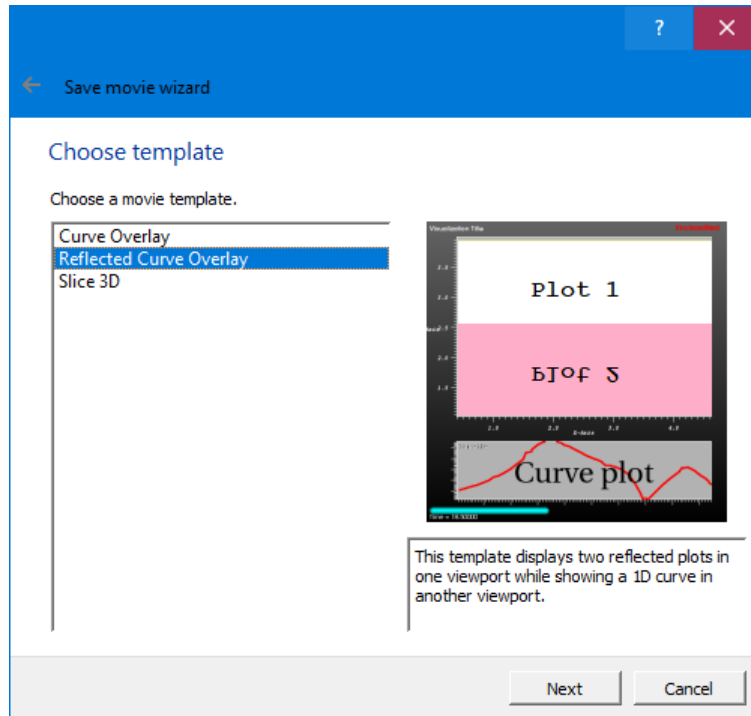 ?
Save movie wizard
Choose template
Choose a movie template.
Curve Overlay
Reflected Curve Overlay
Slice 3D
Visualization Title
Plot 1
Plot 2
Curve plot
This template displays two reflected plots in
one viewport while showing a 1D curve in
another viewport.
Next
Cancel